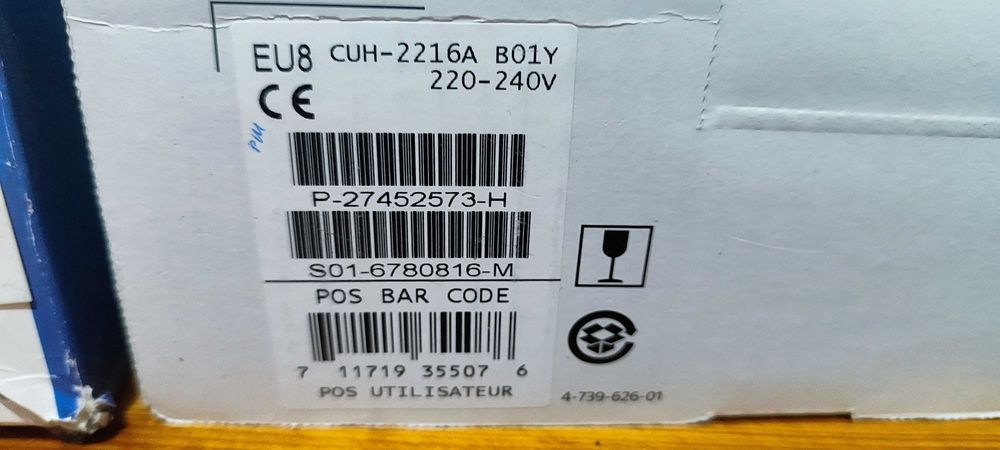 EU8 CUH-2216A B01Y
220-240V
CE
PM
P-27452573-H
S01-6780816-M
POS BAR CODE
7 11719 35507 6
POS UTILISATEUR
4-739-626-01